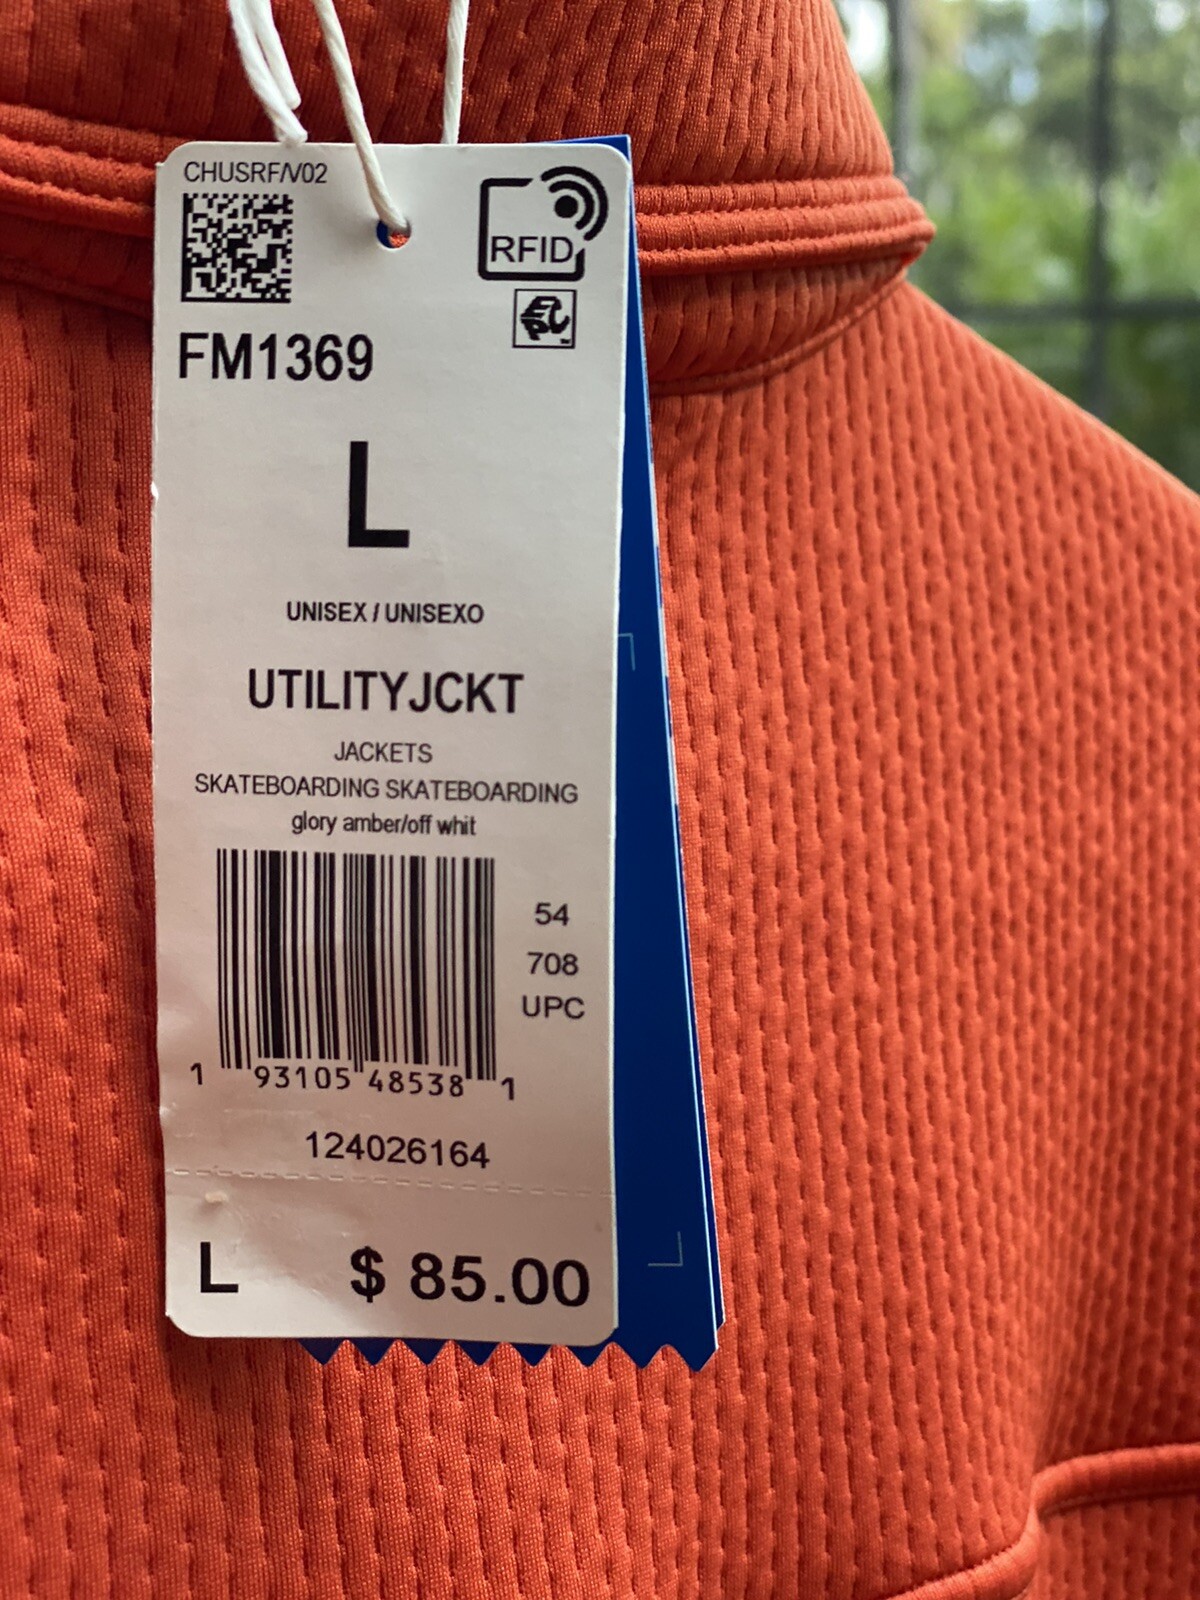 CHUSRF/V02
RFID
EPC
FM1369
L
UNISEX / UNISEXO
UTILITYJCKT
JACKETS
SKATEBOARDING SKATEBOARDING
glory amber/off whit
54
708
UPC
1 93105 48538 1
124026164
L $ 85.00